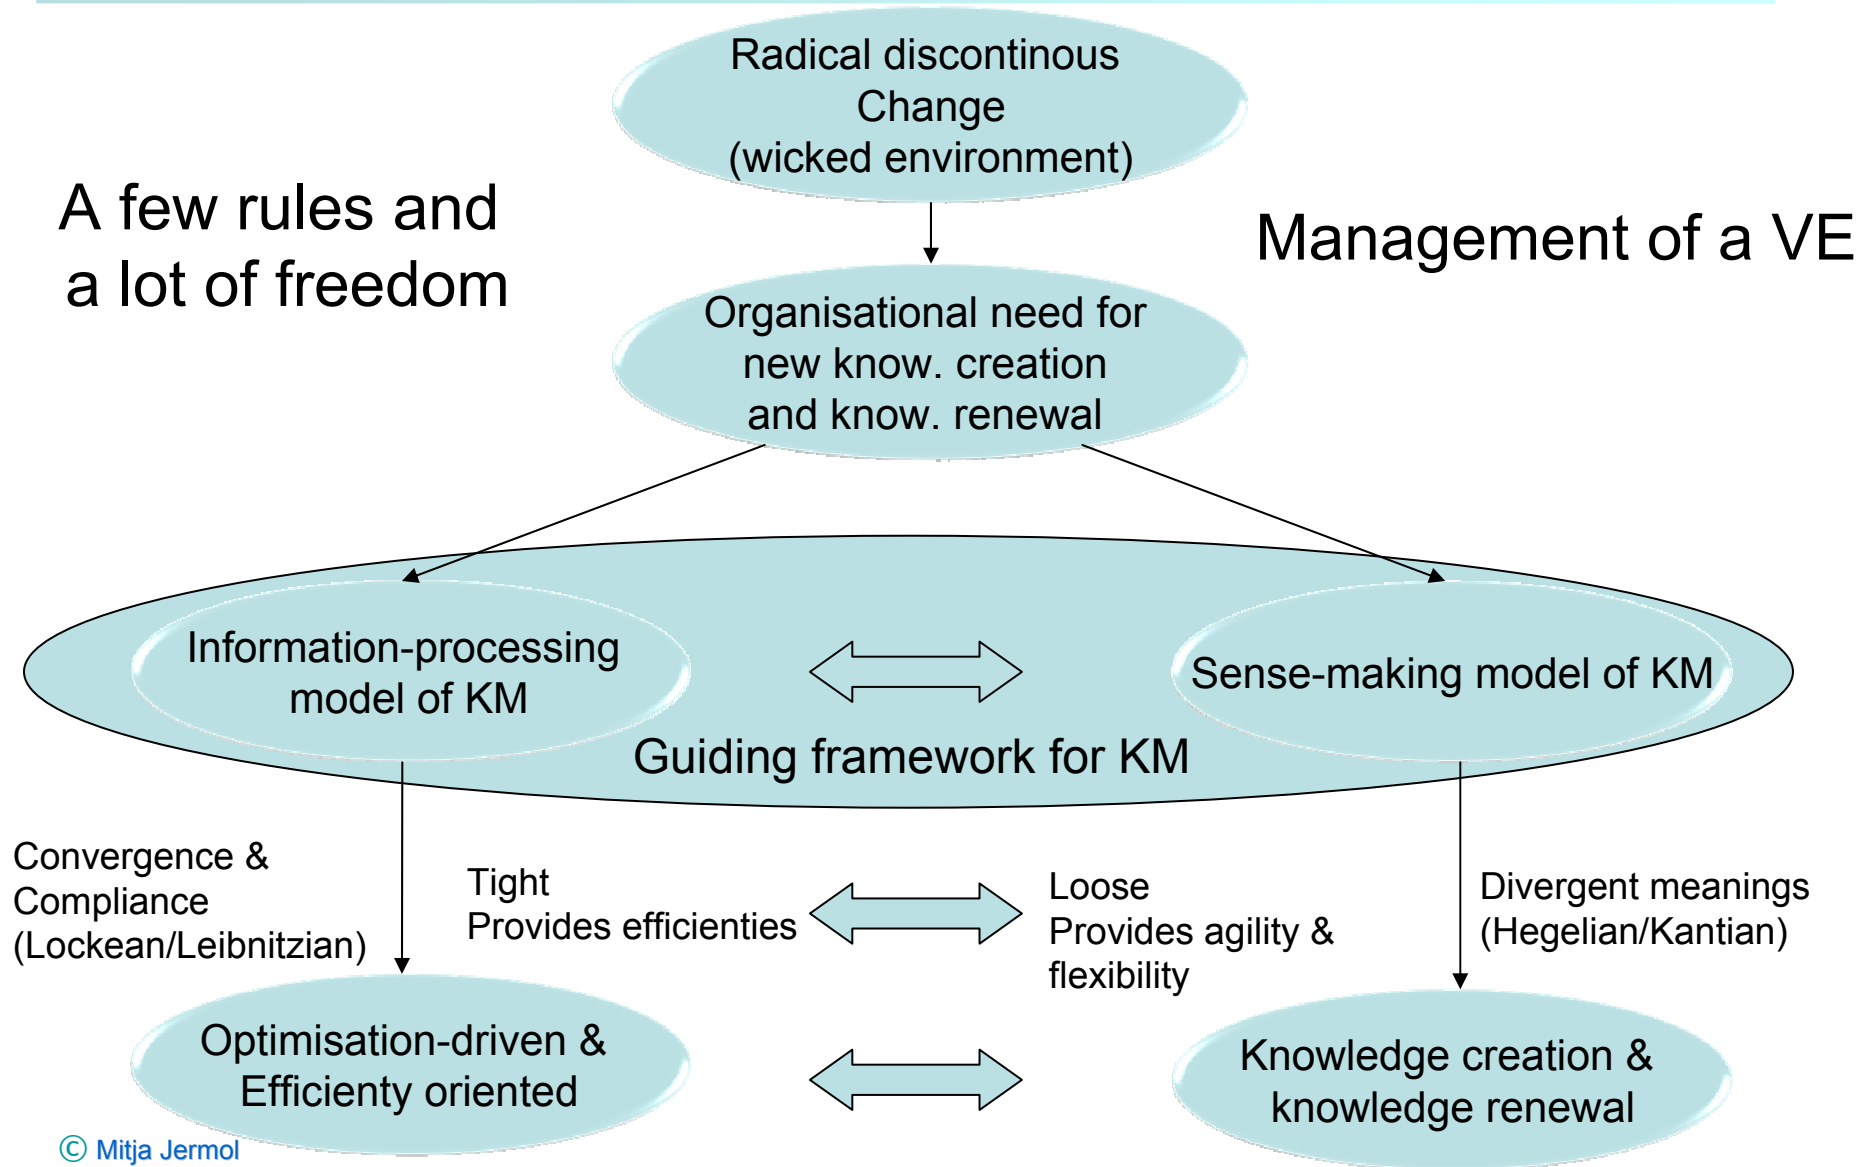 Radical discontinous
Change
(wicked environment)
A few rules and
a lot of freedom
Management of a VE
Organisational need for
new know. creation
and know. renewal
Information-processing
model of KM
Sense-making model of KM
Guiding framework for KM
Convergence &
Compliance
(Lockean/Leibnitzian)
Tight
Provides efficienties
Loose
Provides agility &
flexibility
Divergent meanings
(Hegelian/Kantian)
Optimisation-driven &
Efficienty oriented
Knowledge creation &
knowledge renewal
© Mitja Jermol